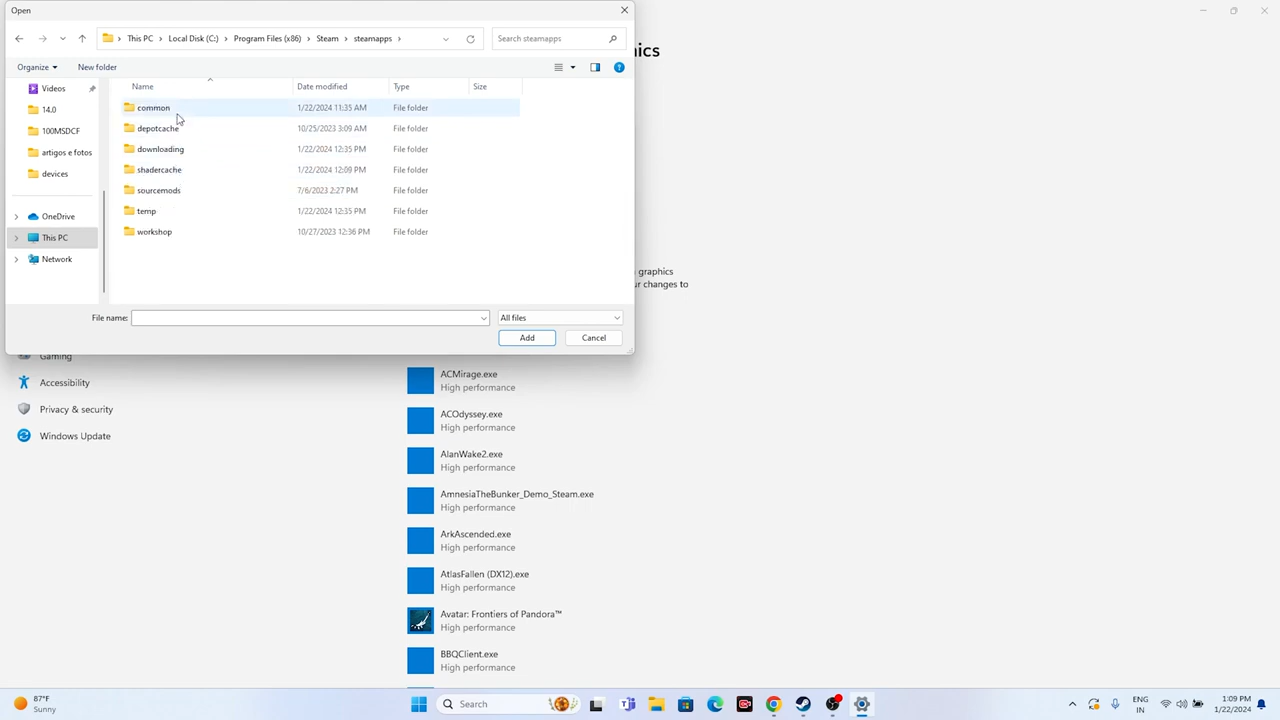 Open
This PC > Local Disk (C:) > Program Files (x86) > Steam > steamapps >
Search steamapps
Organize
New folder
Name
Date modified
Type
Size
Videos
14.0
100MSDCF
artigos e fotos
devices
OneDrive
This PC
Network
common 1/22/2024 11:35 AM File folder
depotcache 10/25/2023 3:09 AM File folder
downloading 1/22/2024 12:35 PM File folder
shadercache 1/22/2024 12:09 PM File folder
sourcemods 7/6/2023 2:27 PM File folder
temp 1/22/2024 12:35 PM File folder
workshop 10/27/2023 12:36 PM File folder
File name:
All files
Add
Cancel
ics
graphics
ur changes to
Gaming
Accessibility
Privacy & security
Windows Update
ACMirage.exe
High performance
ACOdyssey.exe
High performance
AlanWake2.exe
High performance
AmnesiaTheBunker_Demo_Steam.exe
High performance
ArkAscended.exe
High performance
AtlasFallen (DX12).exe
High performance
Avatar: Frontiers of Pandora™
High performance
BBQClient.exe
High performance
87°F
Sunny
Search
ENG
IN
1:09 PM
1/22/2024